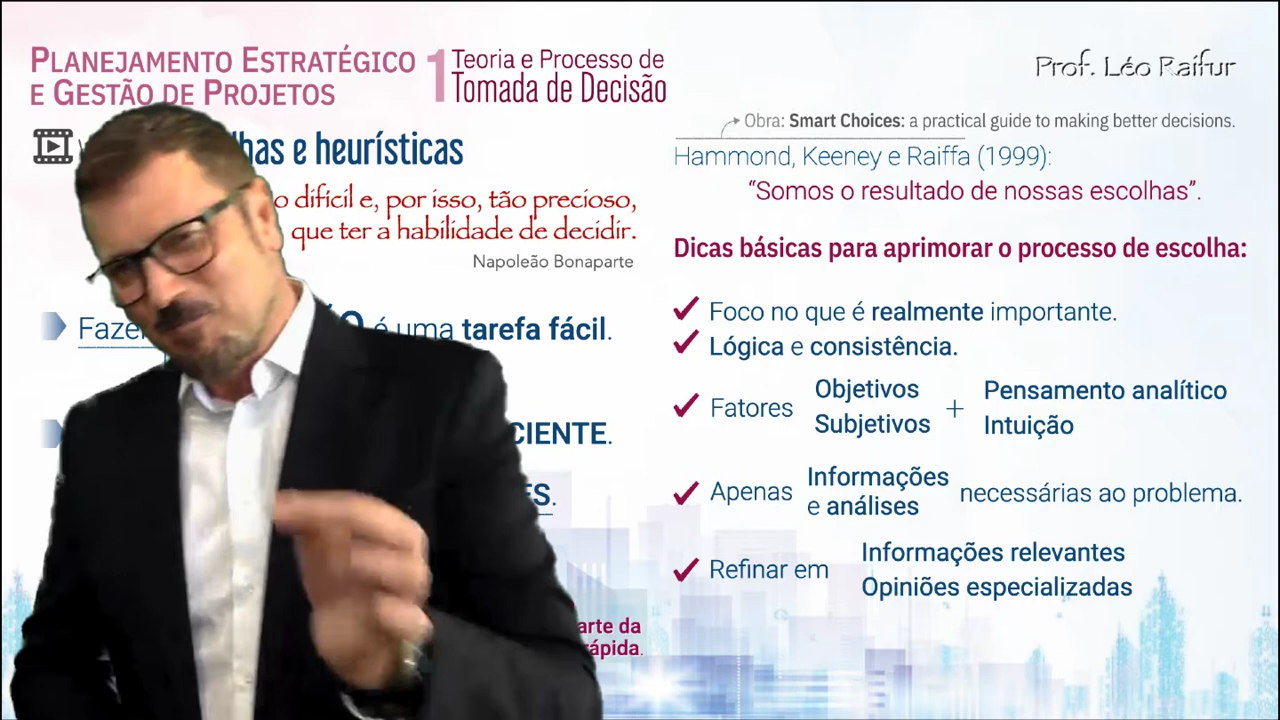 PLANEJAMENTO ESTRATÉGICO
E GESTÃO DE PROJETOS
1
Teoria e Processo de
Tomada de Decisão
Prof. Léo Raifur
has e heurísticas
o difícil e, por isso, tão precioso,
que ter a habilidade de decidir.
Napoleão Bonaparte
Fazer
é uma tarefa fácil.
CIENTE.
ES.
arte da
rápida.
Obra: Smart Choices: a practical guide to making better decisions.
Hammond, Keeney e Raiffa (1999):
“Somos o resultado de nossas escolhas”.
Dicas básicas para aprimorar o processo de escolha:
Foco no que é realmente importante.
Lógica e consistência.
Fatores Objetivos Subjetivos + Pensamento analítico Intuição
Apenas Informações e análises necessárias ao problema.
Refinar em Informações relevantes Opiniões especializadas